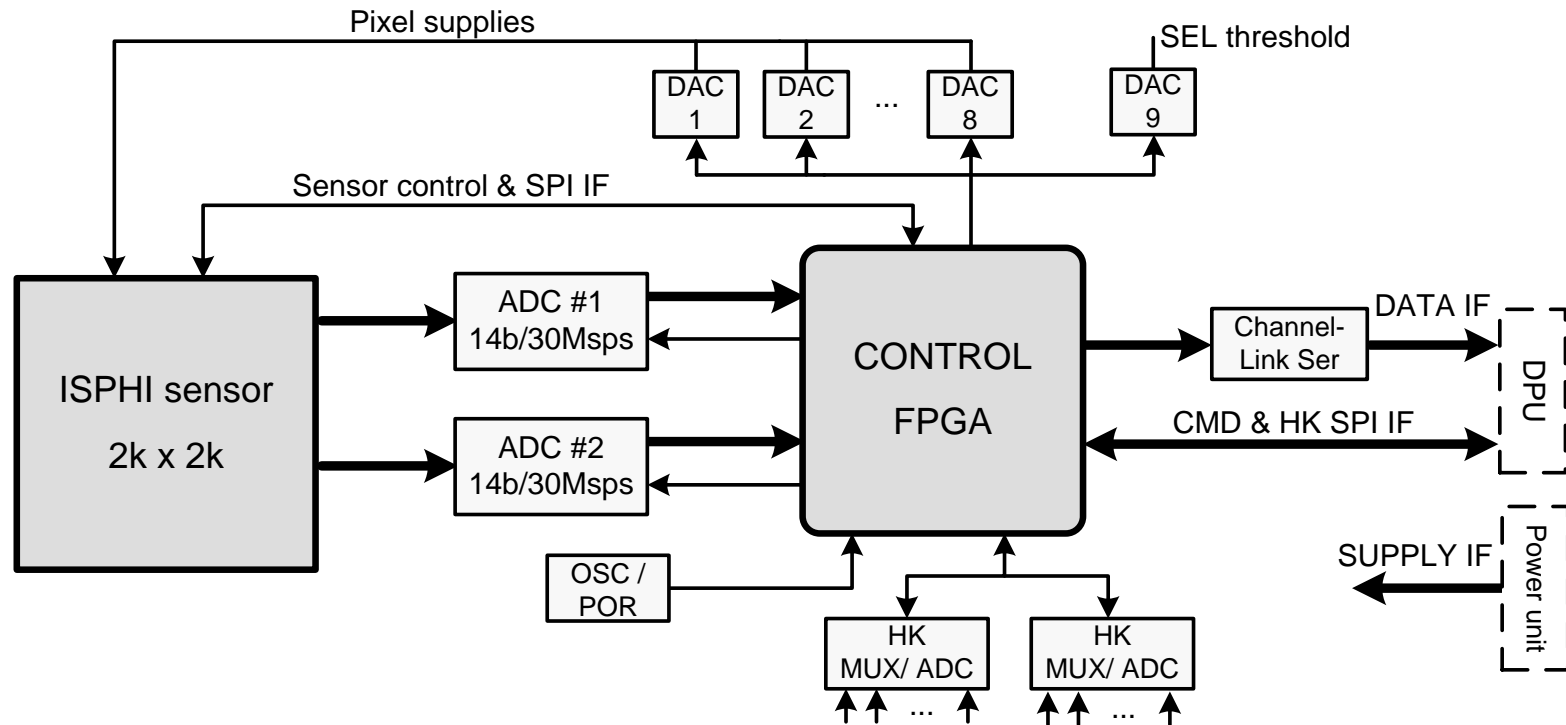 Pixel supplies
SEL threshold
DAC
1
DAC
2
...
DAC
8
DAC
9
Sensor control & SPI IF
ISPHI sensor
2k x 2k
ADC #1
14b/30Msps
ADC #2
14b/30Msps
CONTROL
FPGA
Channel-
Link Ser
DATA IF
DPU
CMD & HK SPI IF
SUPPLY IF
Power unit
OSC /
POR
HK
MUX/ ADC
...
HK
MUX/ ADC
...